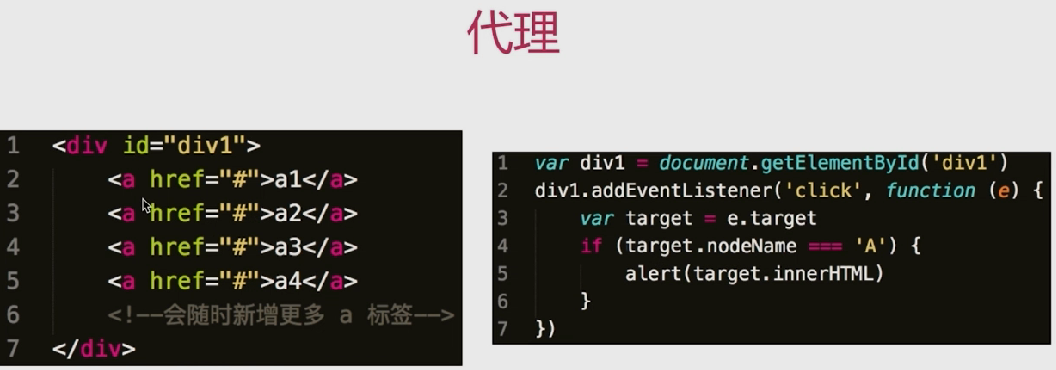 代理
1 <div id="div1">
2 <a href="#">a1</a>
3 <a href="#">a2</a>
4 <a href="#">a3</a>
5 <a href="#">a4</a>
6 <!--会随时新增更多 a 标签-->
7 </div>
1 var div1 = document.getElementById('div1')
2 div1.addEventListener('click', function (e) {
3 var target = e.target
4 if (target.nodeName === 'A') {
5 alert(target.innerHTML)
6 }
7 })